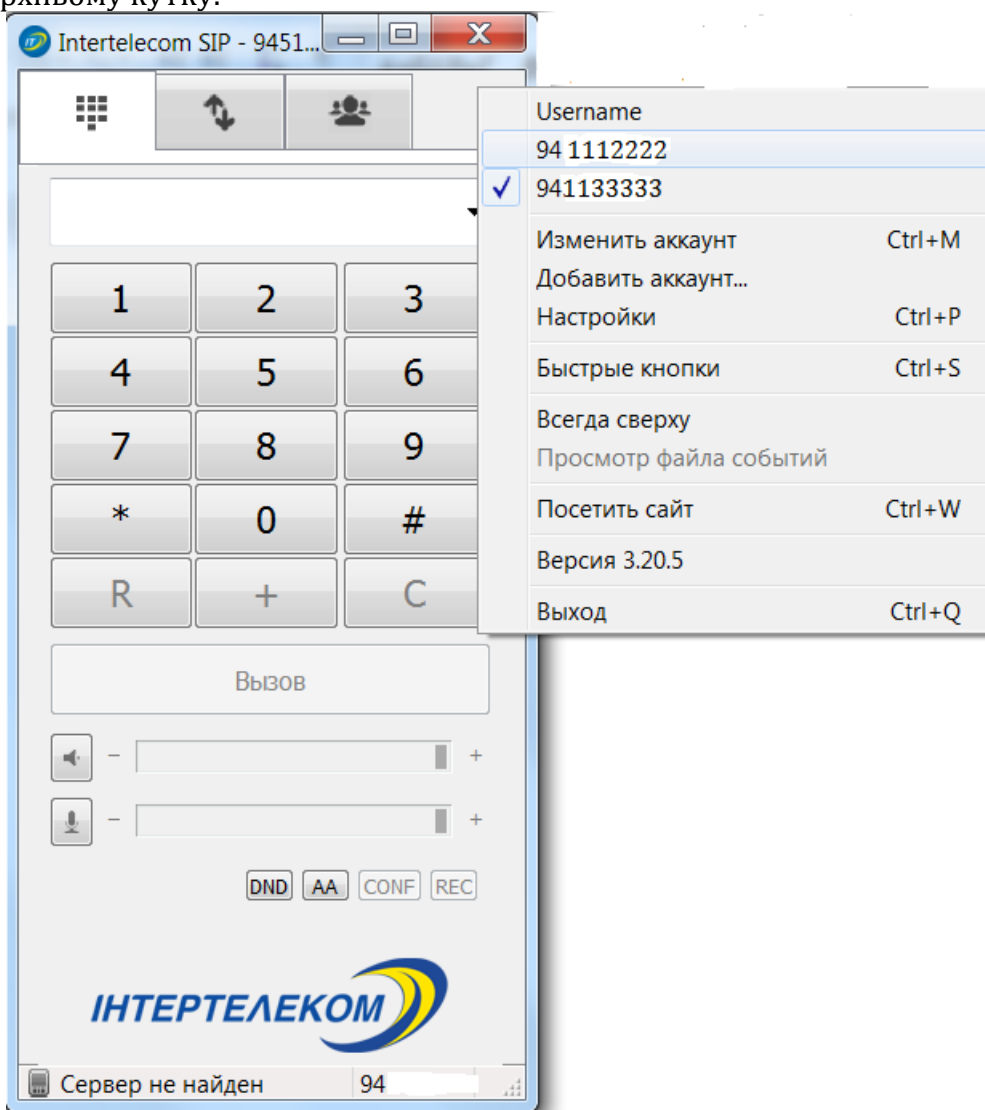 Intertelecom SIP - 9451...
Username
94 1112222
941133333
Изменить аккаунт Ctrl+M
Добавить аккаунт...
Настройки Ctrl+P
Быстрые кнопки Ctrl+S
Всегда сверху
Просмотр файла событий
Посетить сайт Ctrl+W
Версия 3.20.5
Выход Ctrl+Q
1 2 3
4 5 6
7 8 9
* 0 #
R + C
Вызов
- +
- +
DND AA CONF REC
ІНТЕРТЕЛЕКОМ
Сервер не найден 94